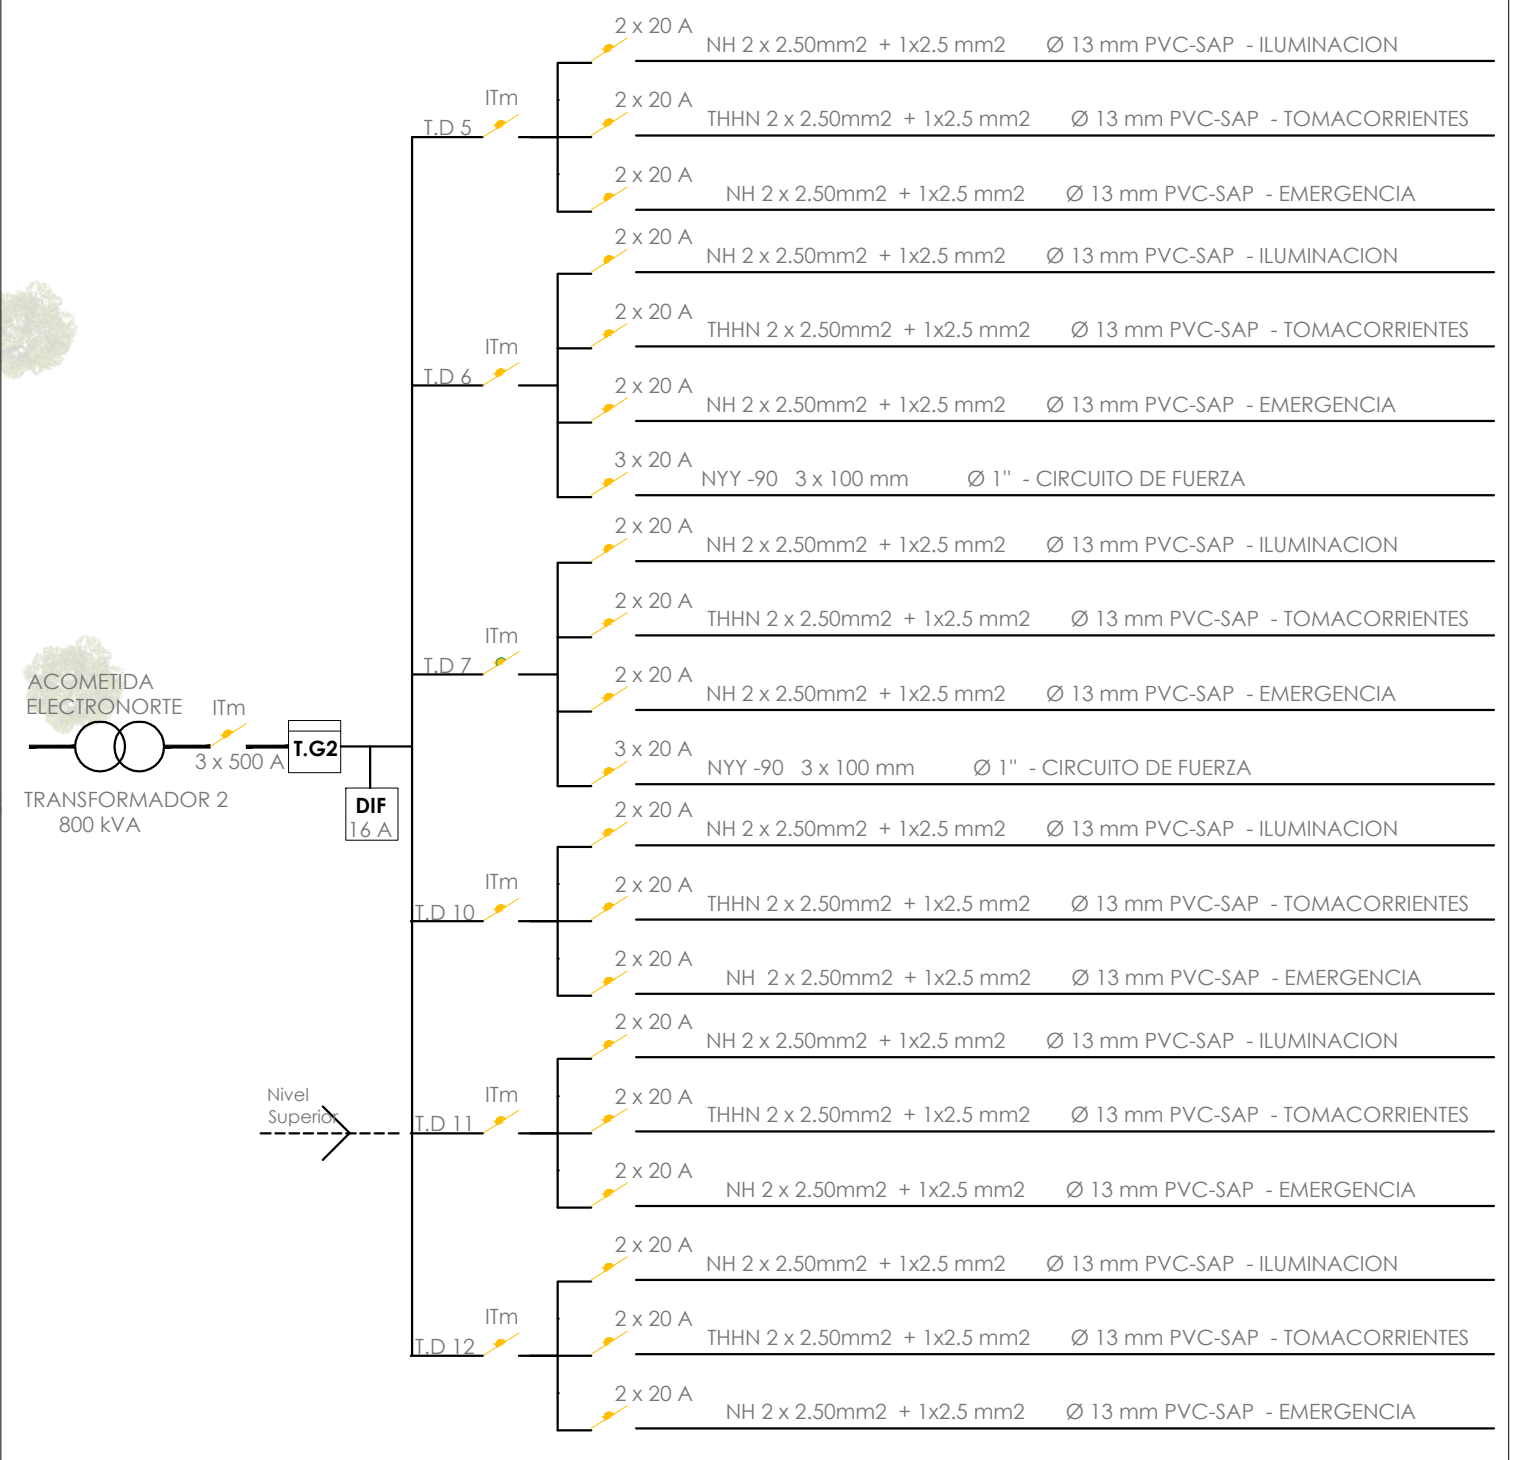 2 x 20 A
NH 2 x 2.50mm2 + 1x2.5 mm2 Ø 13 mm PVC-SAP - ILUMINACION
ITm
T.D 5
2 x 20 A
THHN 2 x 2.50mm2 + 1x2.5 mm2 Ø 13 mm PVC-SAP - TOMACORRIENTES
2 x 20 A
NH 2 x 2.50mm2 + 1x2.5 mm2 Ø 13 mm PVC-SAP - EMERGENCIA
2 x 20 A
NH 2 x 2.50mm2 + 1x2.5 mm2 Ø 13 mm PVC-SAP - ILUMINACION
2 x 20 A
THHN 2 x 2.50mm2 + 1x2.5 mm2 Ø 13 mm PVC-SAP - TOMACORRIENTES
ITm
T.D 6
2 x 20 A
NH 2 x 2.50mm2 + 1x2.5 mm2 Ø 13 mm PVC-SAP - EMERGENCIA
3 x 20 A
NYY -90 3 x 100 mm Ø 1" - CIRCUITO DE FUERZA
2 x 20 A
NH 2 x 2.50mm2 + 1x2.5 mm2 Ø 13 mm PVC-SAP - ILUMINACION
2 x 20 A
THHN 2 x 2.50mm2 + 1x2.5 mm2 Ø 13 mm PVC-SAP - TOMACORRIENTES
ITm
T.D 7
2 x 20 A
NH 2 x 2.50mm2 + 1x2.5 mm2 Ø 13 mm PVC-SAP - EMERGENCIA
3 x 20 A
NYY -90 3 x 100 mm Ø 1" - CIRCUITO DE FUERZA
ACOMETIDA
ELECTRONORTE
ITm
3 x 500 A
T.G2
TRANSFORMADOR 2
800 kVA
DIF
16 A
2 x 20 A
NH 2 x 2.50mm2 + 1x2.5 mm2 Ø 13 mm PVC-SAP - ILUMINACION
ITm
T.D 10
2 x 20 A
THHN 2 x 2.50mm2 + 1x2.5 mm2 Ø 13 mm PVC-SAP - TOMACORRIENTES
2 x 20 A
NH 2 x 2.50mm2 + 1x2.5 mm2 Ø 13 mm PVC-SAP - EMERGENCIA
2 x 20 A
NH 2 x 2.50mm2 + 1x2.5 mm2 Ø 13 mm PVC-SAP - ILUMINACION
Nivel
Superior
ITm
T.D 11
2 x 20 A
THHN 2 x 2.50mm2 + 1x2.5 mm2 Ø 13 mm PVC-SAP - TOMACORRIENTES
2 x 20 A
NH 2 x 2.50mm2 + 1x2.5 mm2 Ø 13 mm PVC-SAP - EMERGENCIA
2 x 20 A
NH 2 x 2.50mm2 + 1x2.5 mm2 Ø 13 mm PVC-SAP - ILUMINACION
ITm
T.D 12
2 x 20 A
THHN 2 x 2.50mm2 + 1x2.5 mm2 Ø 13 mm PVC-SAP - TOMACORRIENTES
2 x 20 A
NH 2 x 2.50mm2 + 1x2.5 mm2 Ø 13 mm PVC-SAP - EMERGENCIA